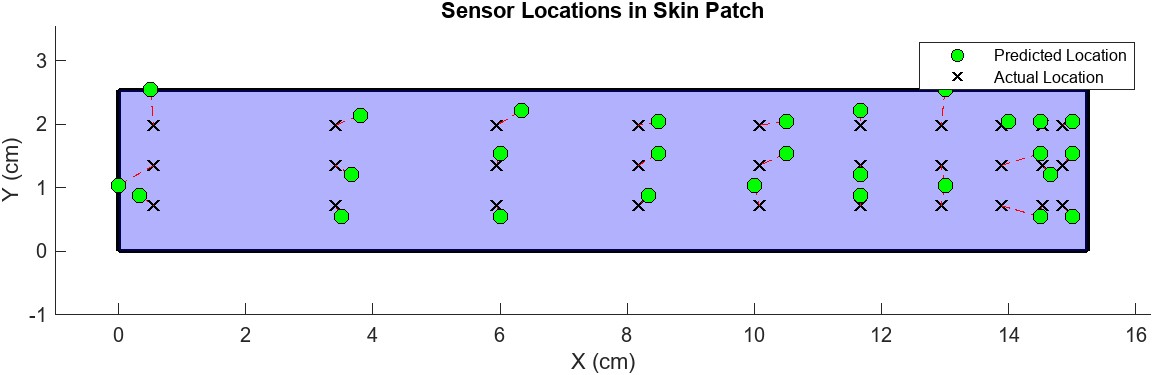 Sensor Locations in Skin Patch
Predicted Location
Actual Location
Y (cm)
3
2
1
0
-1
0 2 4 6 8 10 12 14 16
X (cm)